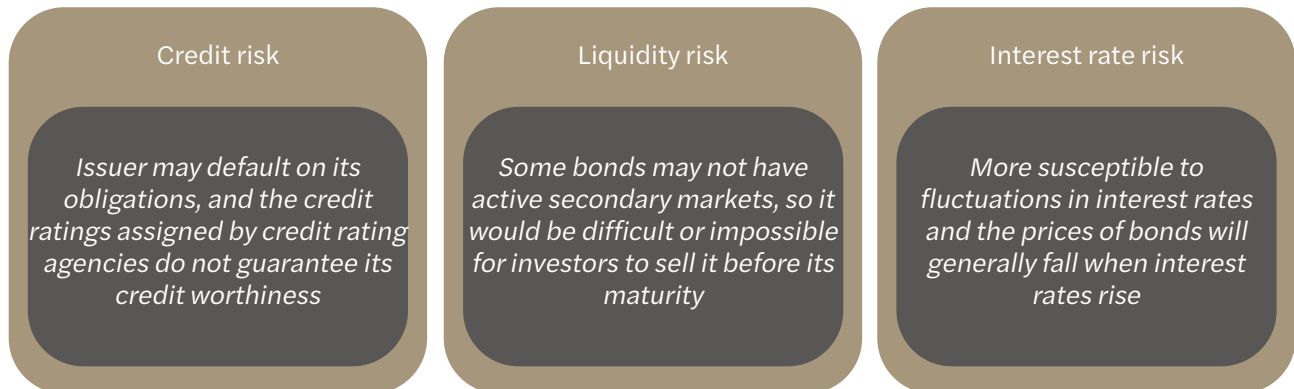 Credit risk
Issuer may default on its
obligations, and the credit
ratings assigned by credit rating
agencies do not guarantee its
credit worthiness
Liquidity risk
Some bonds may not have
active secondary markets, so it
would be difficult or impossible
for investors to sell it before its
maturity
Interest rate risk
More susceptible to
fluctuations in interest rates
and the prices of bonds will
generally fall when interest
rates rise